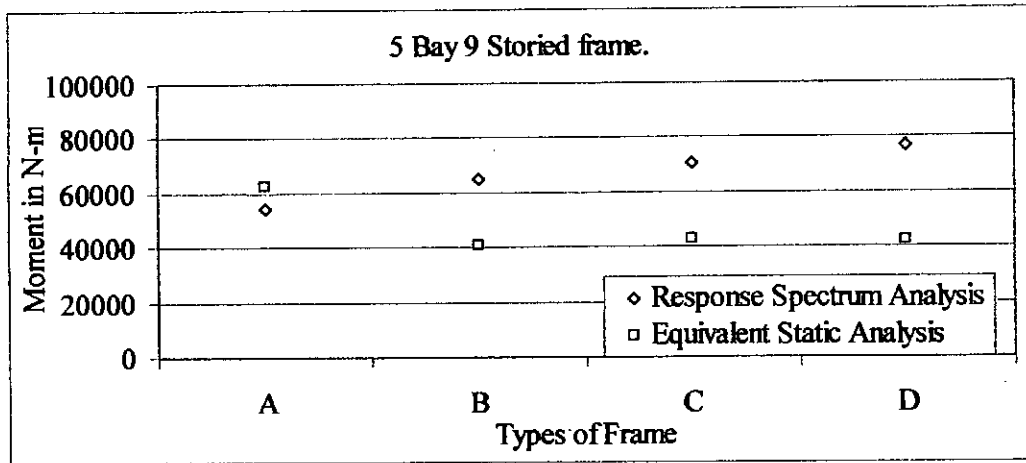 5 Bay 9 Storied frame.
Moment in N-m
100000
80000
60000
40000
20000
0
A B C D
Types of Frame
Response Spectrum Analysis
Equivalent Static Analysis